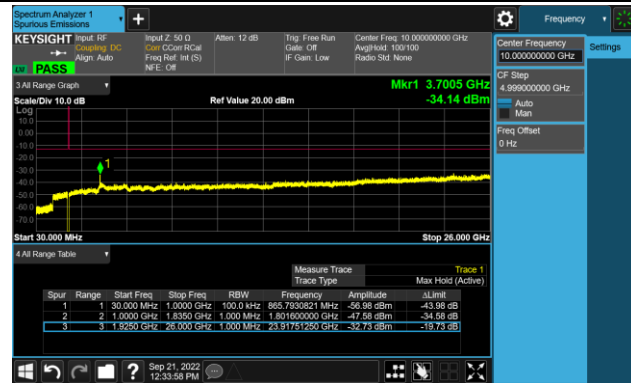 Spectrum Analyzer 1
Spurious Emissions
Frequency
KEYSIGHT
Input: RF
Coupling: DC
Align: Auto
Input Z: 50 Ω
Corr CCorr RCal
Freq Ref: Int (S)
NFE: Off
Atten: 12 dB
Trig: Free Run
Gate: Off
IF Gain: Low
Center Freq: 10.000000000 GHz
Avg|Hold: 100/100
Radio Std: None
PASS
Center Frequency
10.000000000 GHz
Settings
CF Step
4.999000000 GHz
Auto
Man
Freq Offset
0 Hz
3 All Range Graph
Mkr1 3.7005 GHz
Scale/Div 10.0 dB
Ref Value 20.00 dBm
-34.14 dBm
Log
10.0
0.00
-10.0
-20.0
-30.0
-40.0
-50.0
-60.0
-70.0
1
Start 30.000 MHz
Stop 26.000 GHz
4 All Range Table
Measure Trace Trace 1
Trace Type Max Hold (Active)
Spur Range Start Freq Stop Freq RBW Frequency Amplitude ΔLimit
1 1 30.000 MHz 1.0000 GHz 100.0 kHz 865.7930821 MHz -56.98 dBm -43.98 dB
2 2 1.0000 GHz 1.8350 GHz 1.000 MHz 1.801600000 GHz -47.58 dBm -34.58 dB
3 3 1.9250 GHz 26.000 GHz 1.000 MHz 23.91751250 GHz -32.73 dBm -19.73 dB
Sep 21, 2022
12:33:58 PM